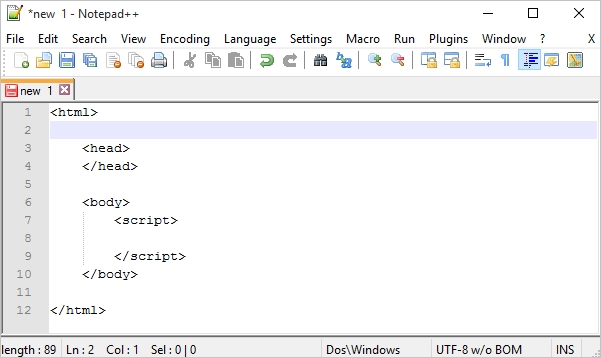 *new  1 - Notepad++
File Edit Search View Encoding Language Settings Macro Run Plugins Window ? X
new  1
1 <html>
2
3     <head>
4     </head>
5
6     <body>
7         <script>
8
9         </script>
10     </body>
11
12 </html>
length : 89 Ln : 2 Col : 1 Sel : 0 | 0 Dos\Windows UTF-8 w/o BOM INS